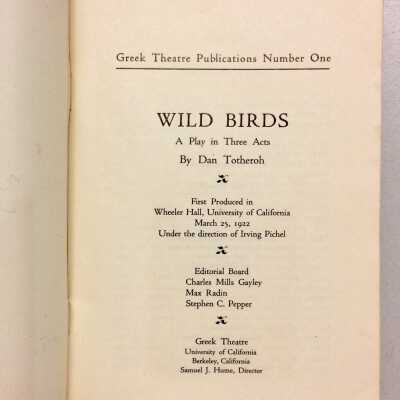 Greek Theatre Publications Number One
WILD BIRDS
A Play in Three Acts
By Dan Totheroh
First Produced in
Wheeler Hall, University of California
March 25, 1922
Under the direction of Irving Pichel
Editorial Board
Charles Mills Gayley
Max Radin
Stephen C. Pepper
Greek Theatre
University of California
Berkeley, California
Samuel J. Hume, Director